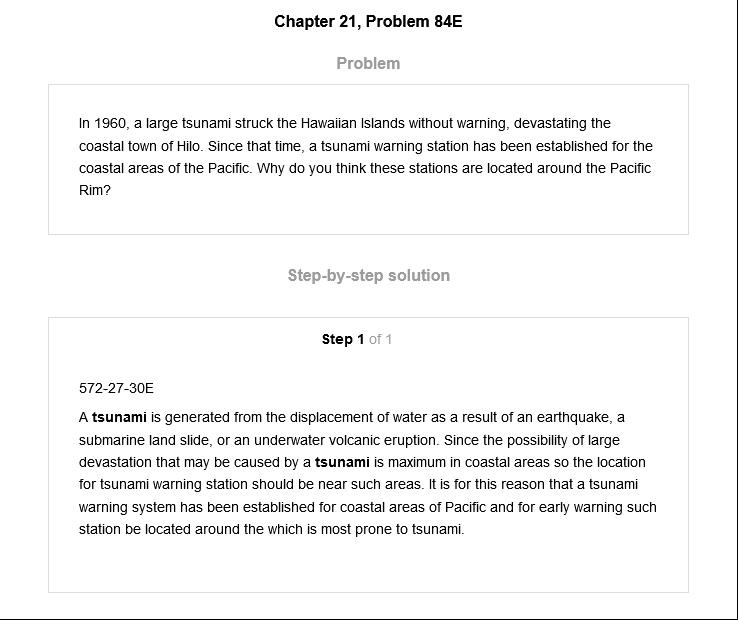 Chapter 21, Problem 84E
Problem
In 1960, a large tsunami struck the Hawaiian Islands without warning, devastating the
coastal town of Hilo. Since that time, a tsunami warning station has been established for the
coastal areas of the Pacific. Why do you think these stations are located around the Pacific
Rim?
Step-by-step solution
Step 1 of 1
572-27-30E
A tsunami is generated from the displacement of water as a result of an earthquake, a
submarine land slide, or an underwater volcanic eruption. Since the possibility of large
devastation that may be caused by a tsunami is maximum in coastal areas so the location
for tsunami warning station should be near such areas. It is for this reason that a tsunami
warning system has been established for coastal areas of Pacific and for early warning such
station be located around the which is most prone to tsunami.